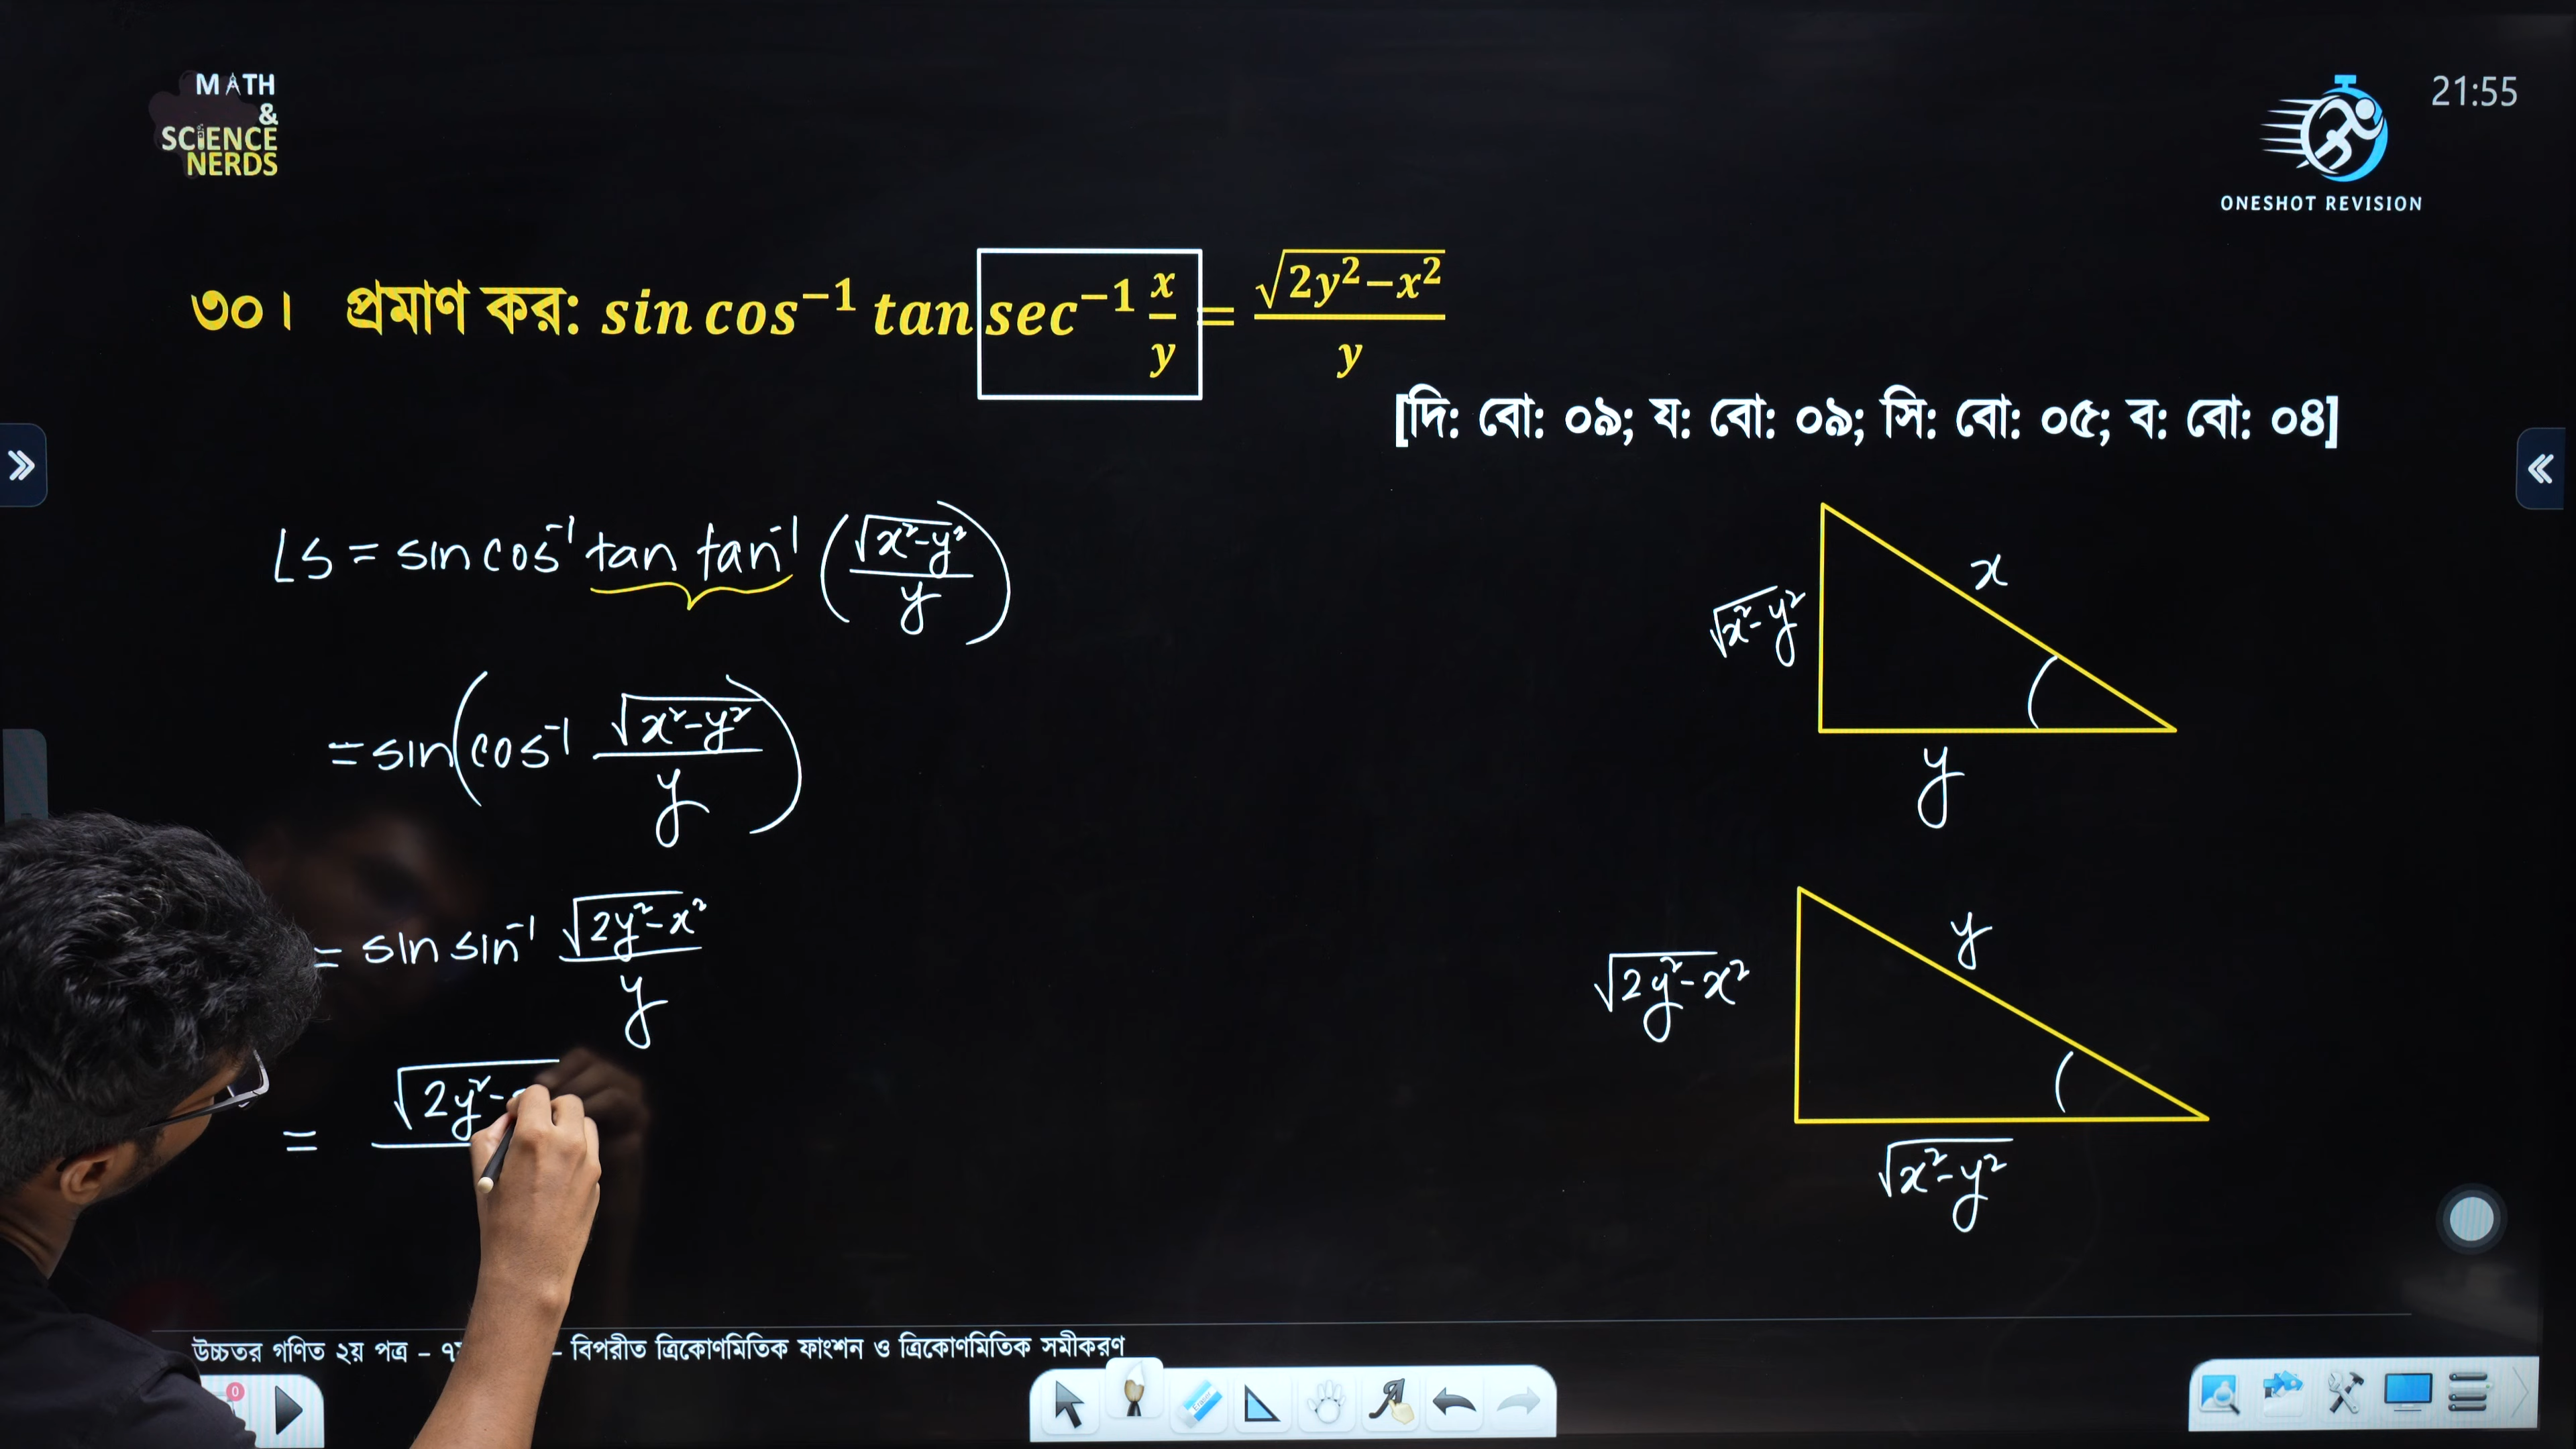 MATH
&
SCIENCE
NERDS
21:55
ONESHOT REVISION
৩০। প্রমাণ কর: sin cos⁻¹ tan sec⁻¹ x/y = √(2y²−x²)/y
[দি: বো: ০৯; য: বো: ০৯; সি: বো: ০৫; ব: বো: ০৪]
LS = sin cos⁻¹ tan tan⁻¹ (√(x²−y²)/y)
= sin(cos⁻¹ √(x²−y²)/y)
= sin sin⁻¹ √(2y²−x²)/y
= √(2y²−
x
√(x²−y²)
y
y
√(2y²−x²)
√(x²−y²)
উচ্চতর গণিত ২য় পত্র – ৭ – বিপরীত ত্রিকোণমিতিক ফাংশন ও ত্রিকোণমিতিক সমীকরণ
0